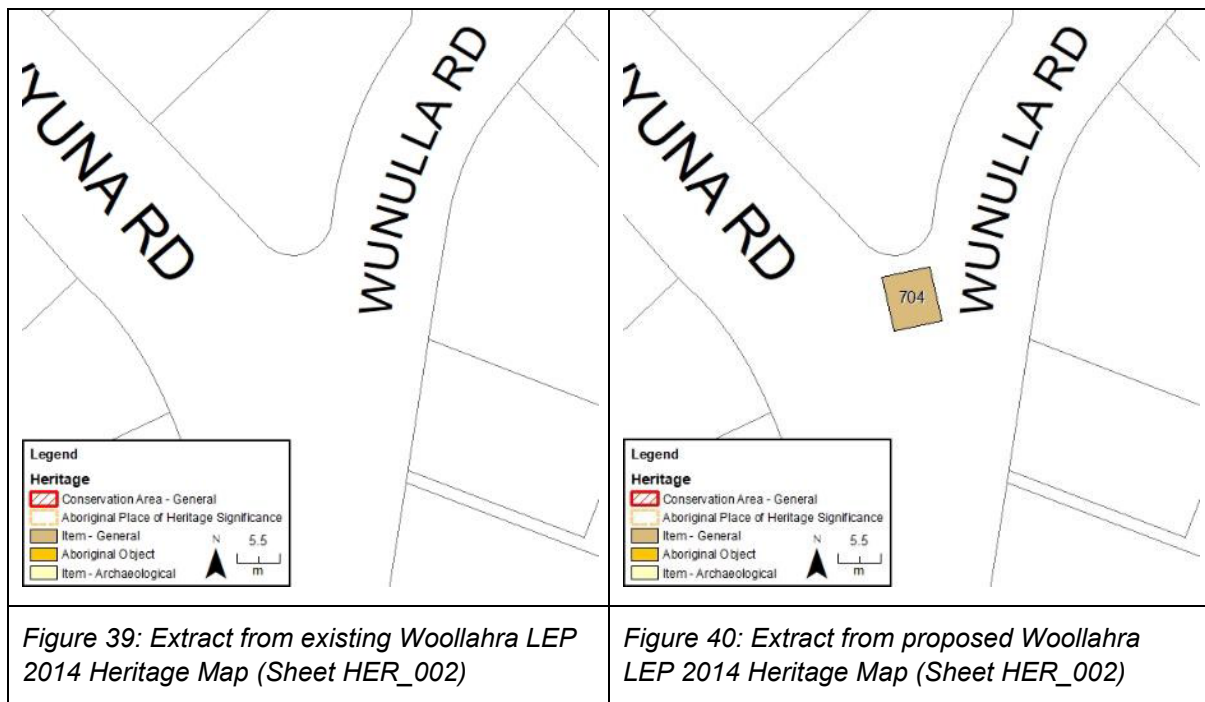 YUNA RD
WUNULLA RD
Legend
Heritage
Conservation Area - General
Aboriginal Place of Heritage Significance
Item - General
Aboriginal Object
Item - Archaeological
N
5.5
m
Figure 39: Extract from existing Woollahra LEP
2014 Heritage Map (Sheet HER_002)
YUNA RD
WUNULLA RD
704
Legend
Heritage
Conservation Area - General
Aboriginal Place of Heritage Significance
Item - General
Aboriginal Object
Item - Archaeological
N
5.5
m
Figure 40: Extract from proposed Woollahra
LEP 2014 Heritage Map (Sheet HER_002)